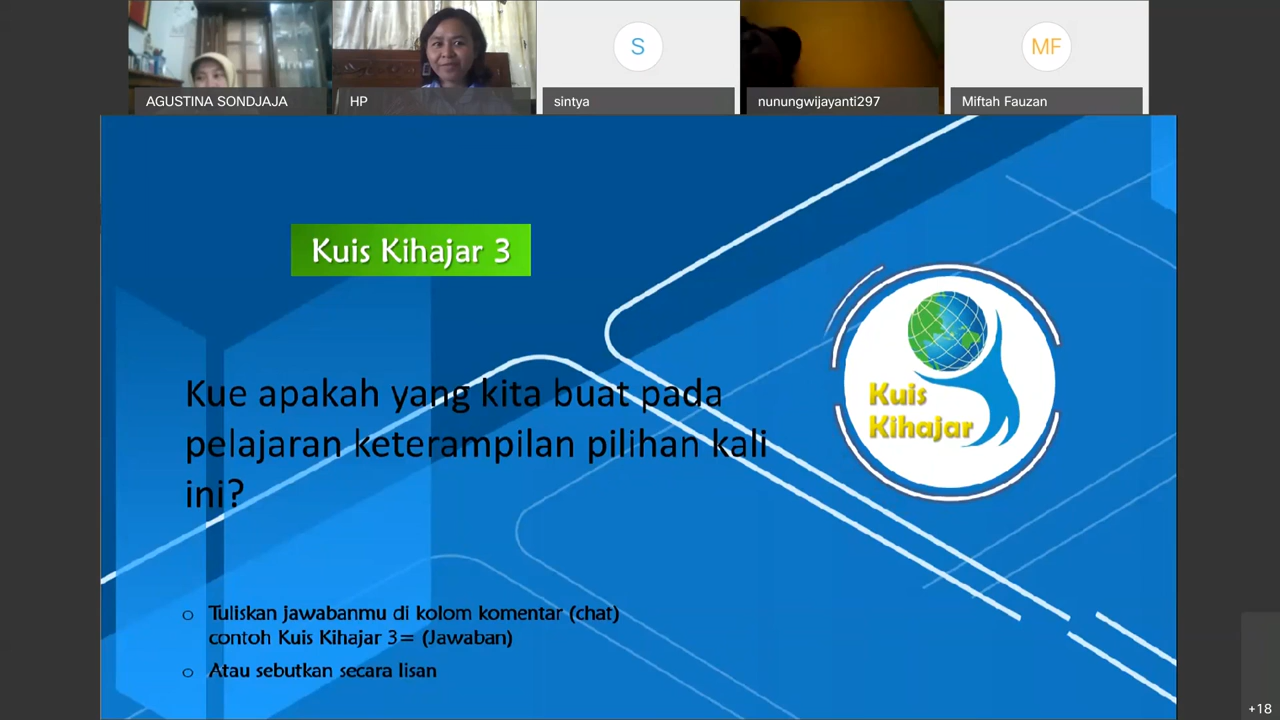 S
MF
AGUSTINA SONDJAJA
HP
sintya
nunungwijayanti297
Miftah Fauzan
Kuis Kihajar 3
Kue apakah yang kita buat pada
pelajaran keterampilan pilihan kali
ini?
Kuis
Kihajar
Tuliskan jawabanmu di kolom komentar (chat)
contoh Kuis Kihajar 3= (Jawaban)
Atau sebutkan secara lisan
+18